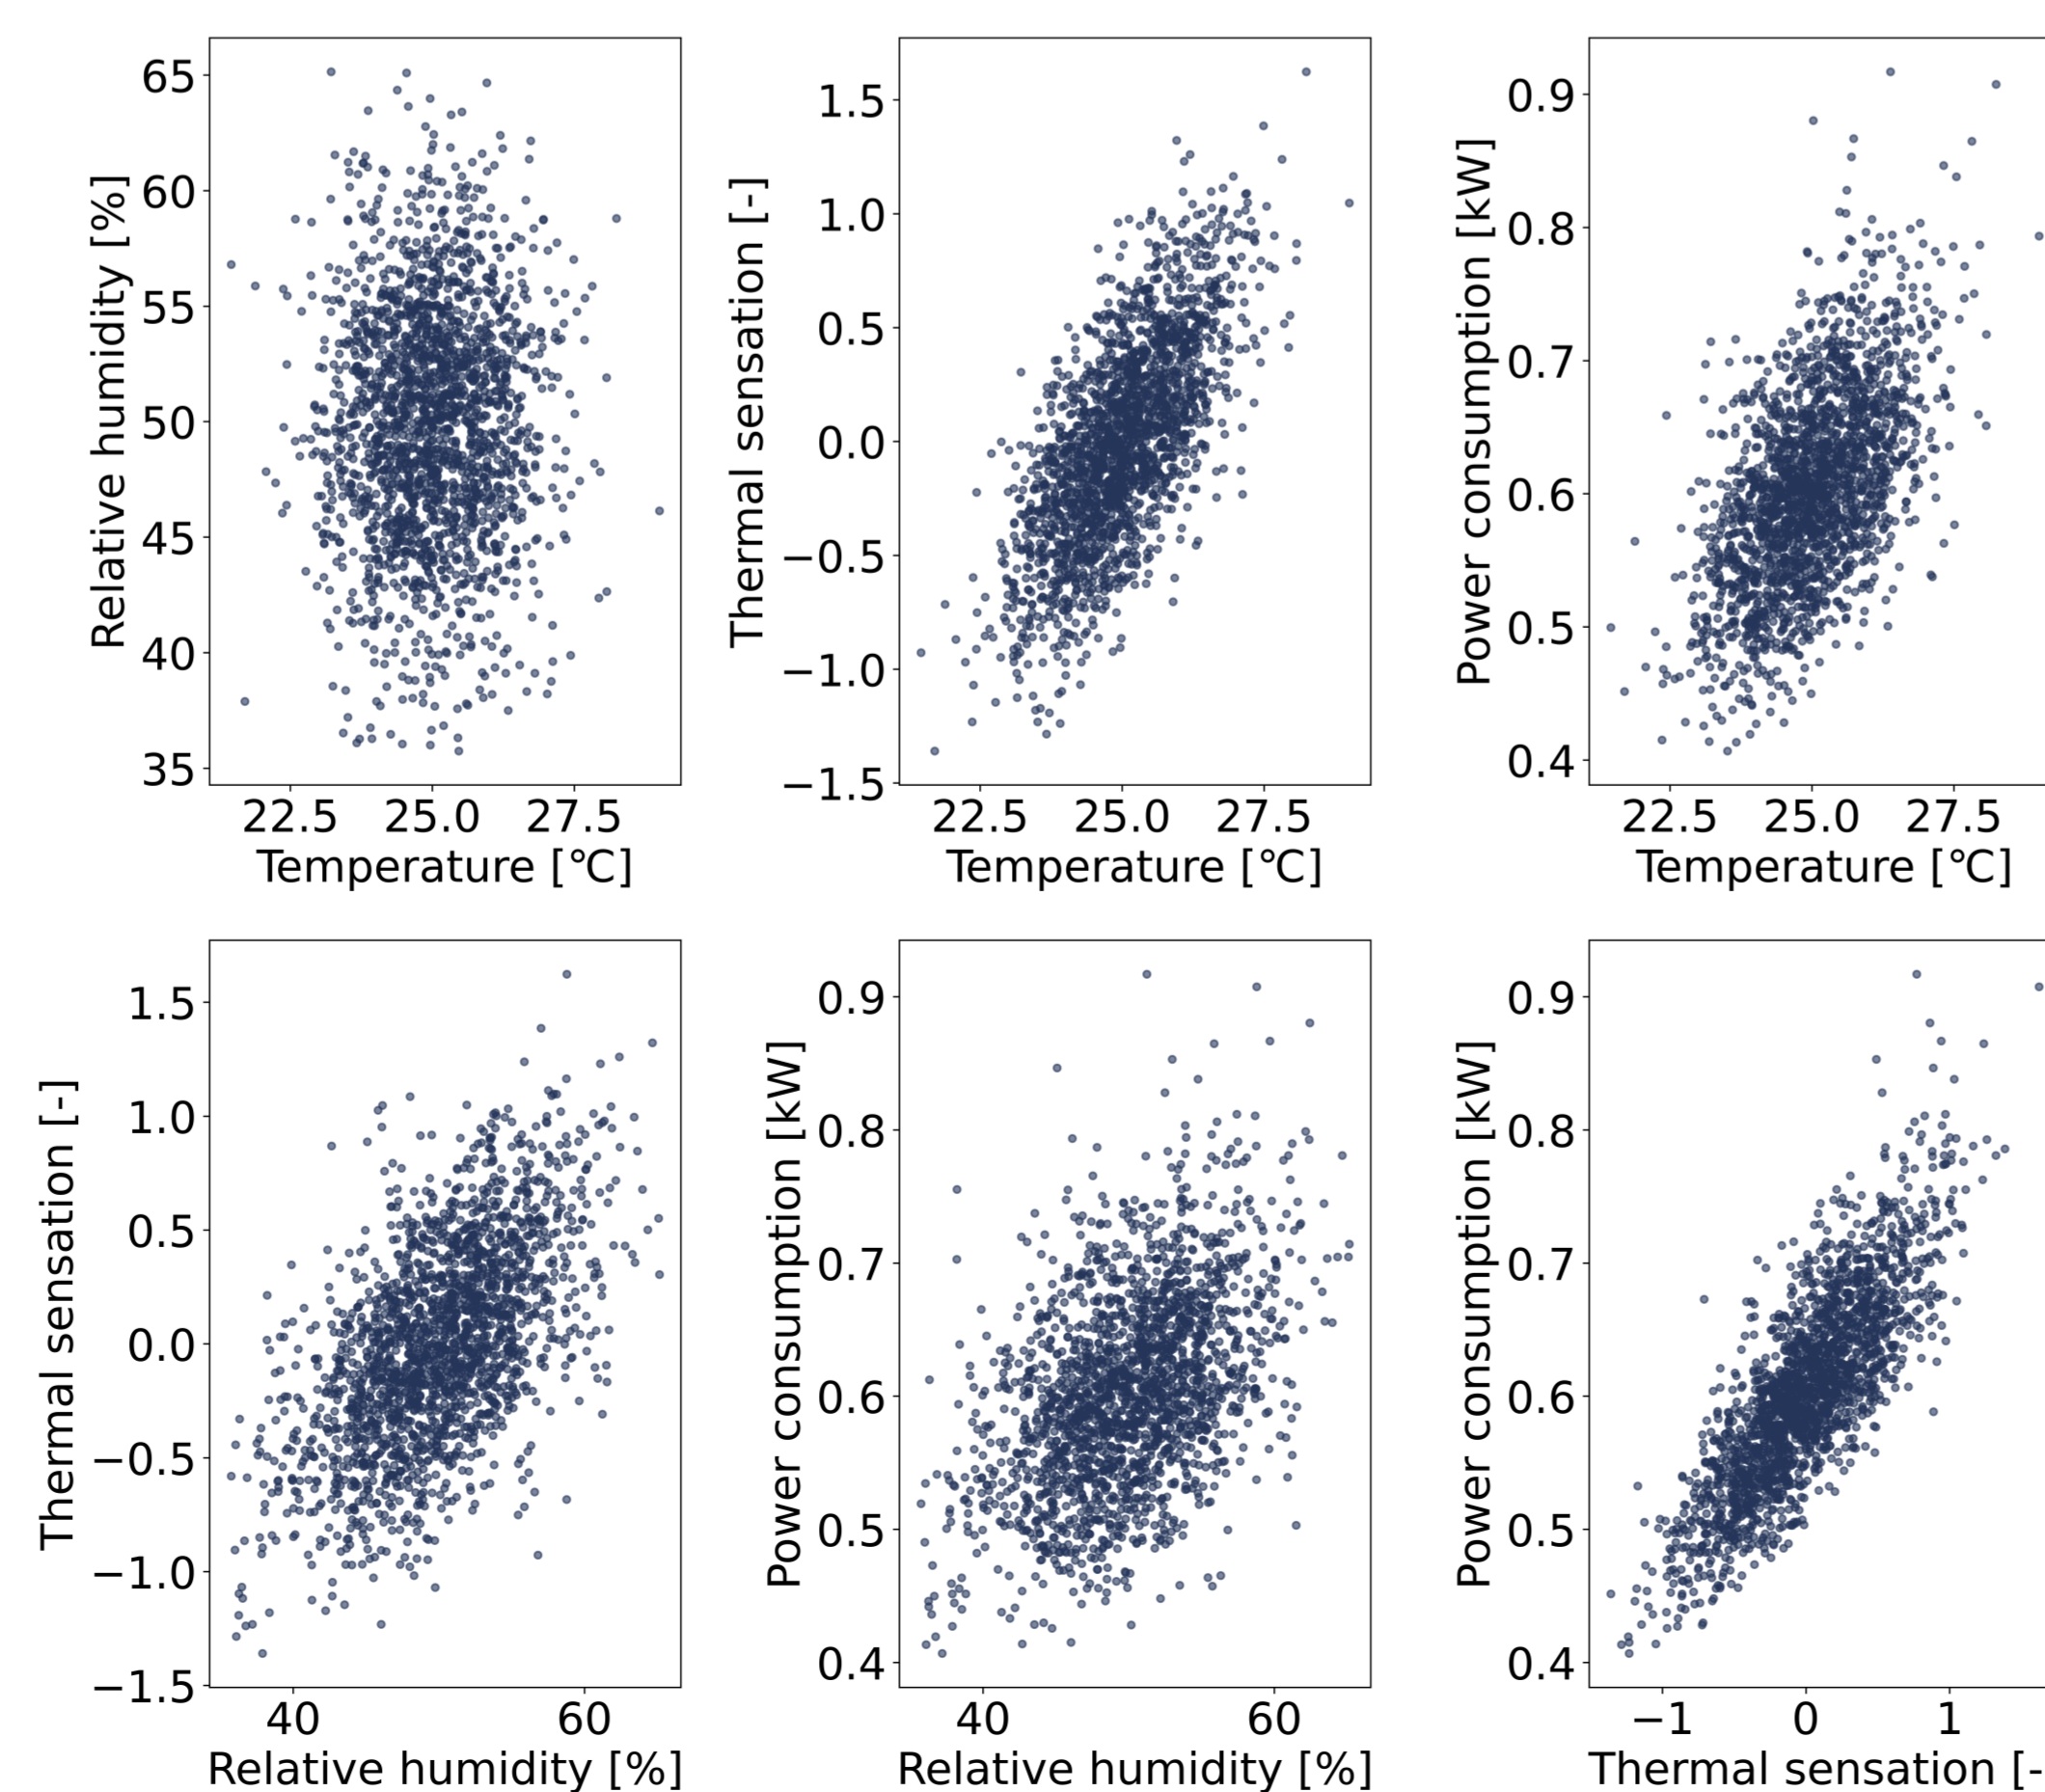 65
60
55
50
45
40
35
Relative humidity [%]
22.5 25.0 27.5
Temperature [℃]
1.5
1.0
0.5
0.0
−0.5
−1.0
−1.5
Thermal sensation [-]
22.5 25.0 27.5
Temperature [℃]
0.9
0.8
0.7
0.6
0.5
0.4
Power consumption [kW]
22.5 25.0 27.5
Temperature [℃]
1.5
1.0
0.5
0.0
−0.5
−1.0
−1.5
Thermal sensation [-]
40 60
Relative humidity [%]
0.9
0.8
0.7
0.6
0.5
0.4
Power consumption [kW]
40 60
Relative humidity [%]
0.9
0.8
0.7
0.6
0.5
0.4
Power consumption [kW]
−1 0 1
Thermal sensation [-